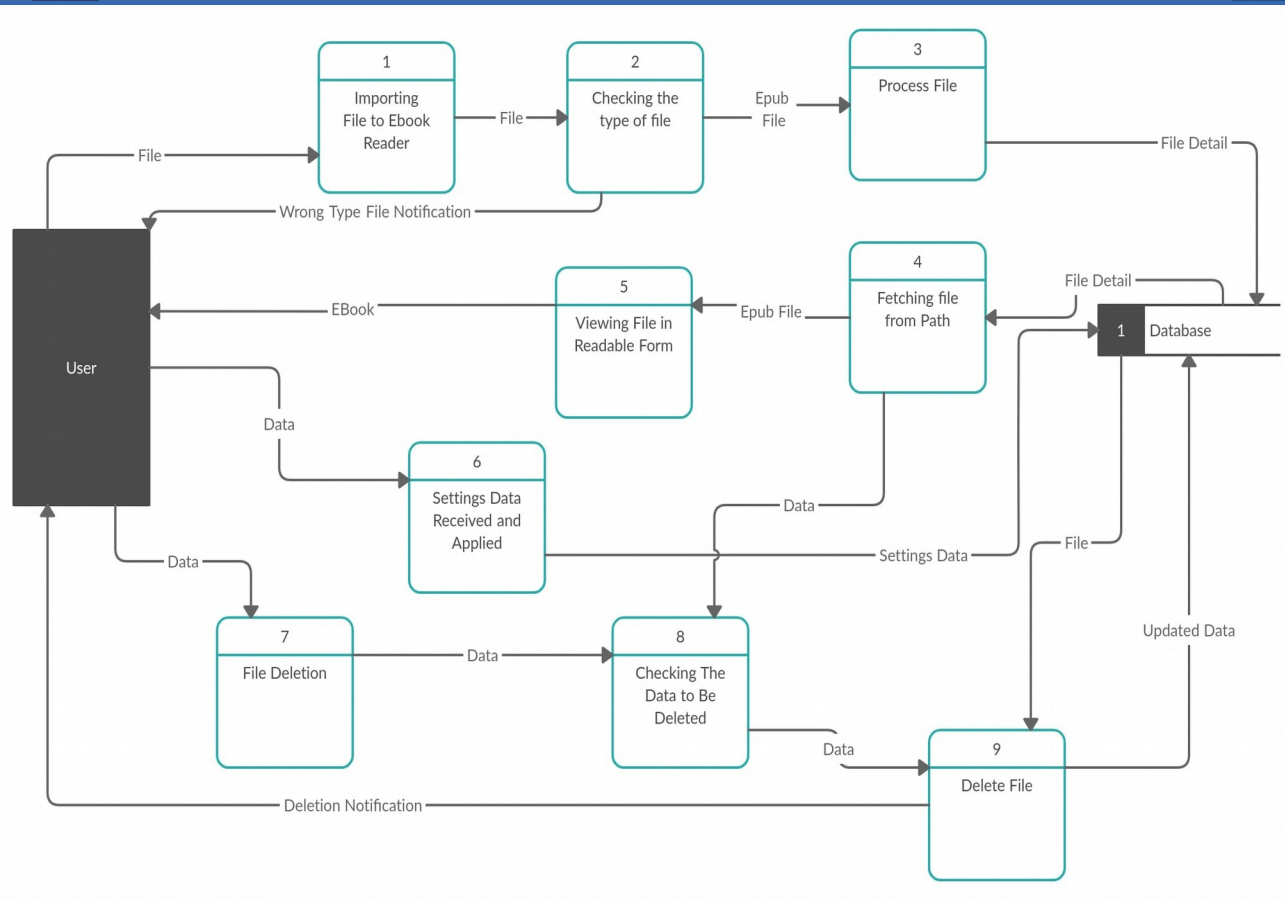 1
Importing
File to Ebook
Reader
File
2
Checking the
type of file
Epub
File
3
Process File
File
File Detail
Wrong Type File Notification
User
EBook
5
Viewing File in
Readable Form
Epub File
4
Fetching file
from Path
File Detail
1
Database
Data
6
Settings Data
Received and
Applied
Data
Settings Data
File
Data
7
File Deletion
Data
8
Checking The
Data to Be
Deleted
Updated Data
Data
9
Delete File
Deletion Notification